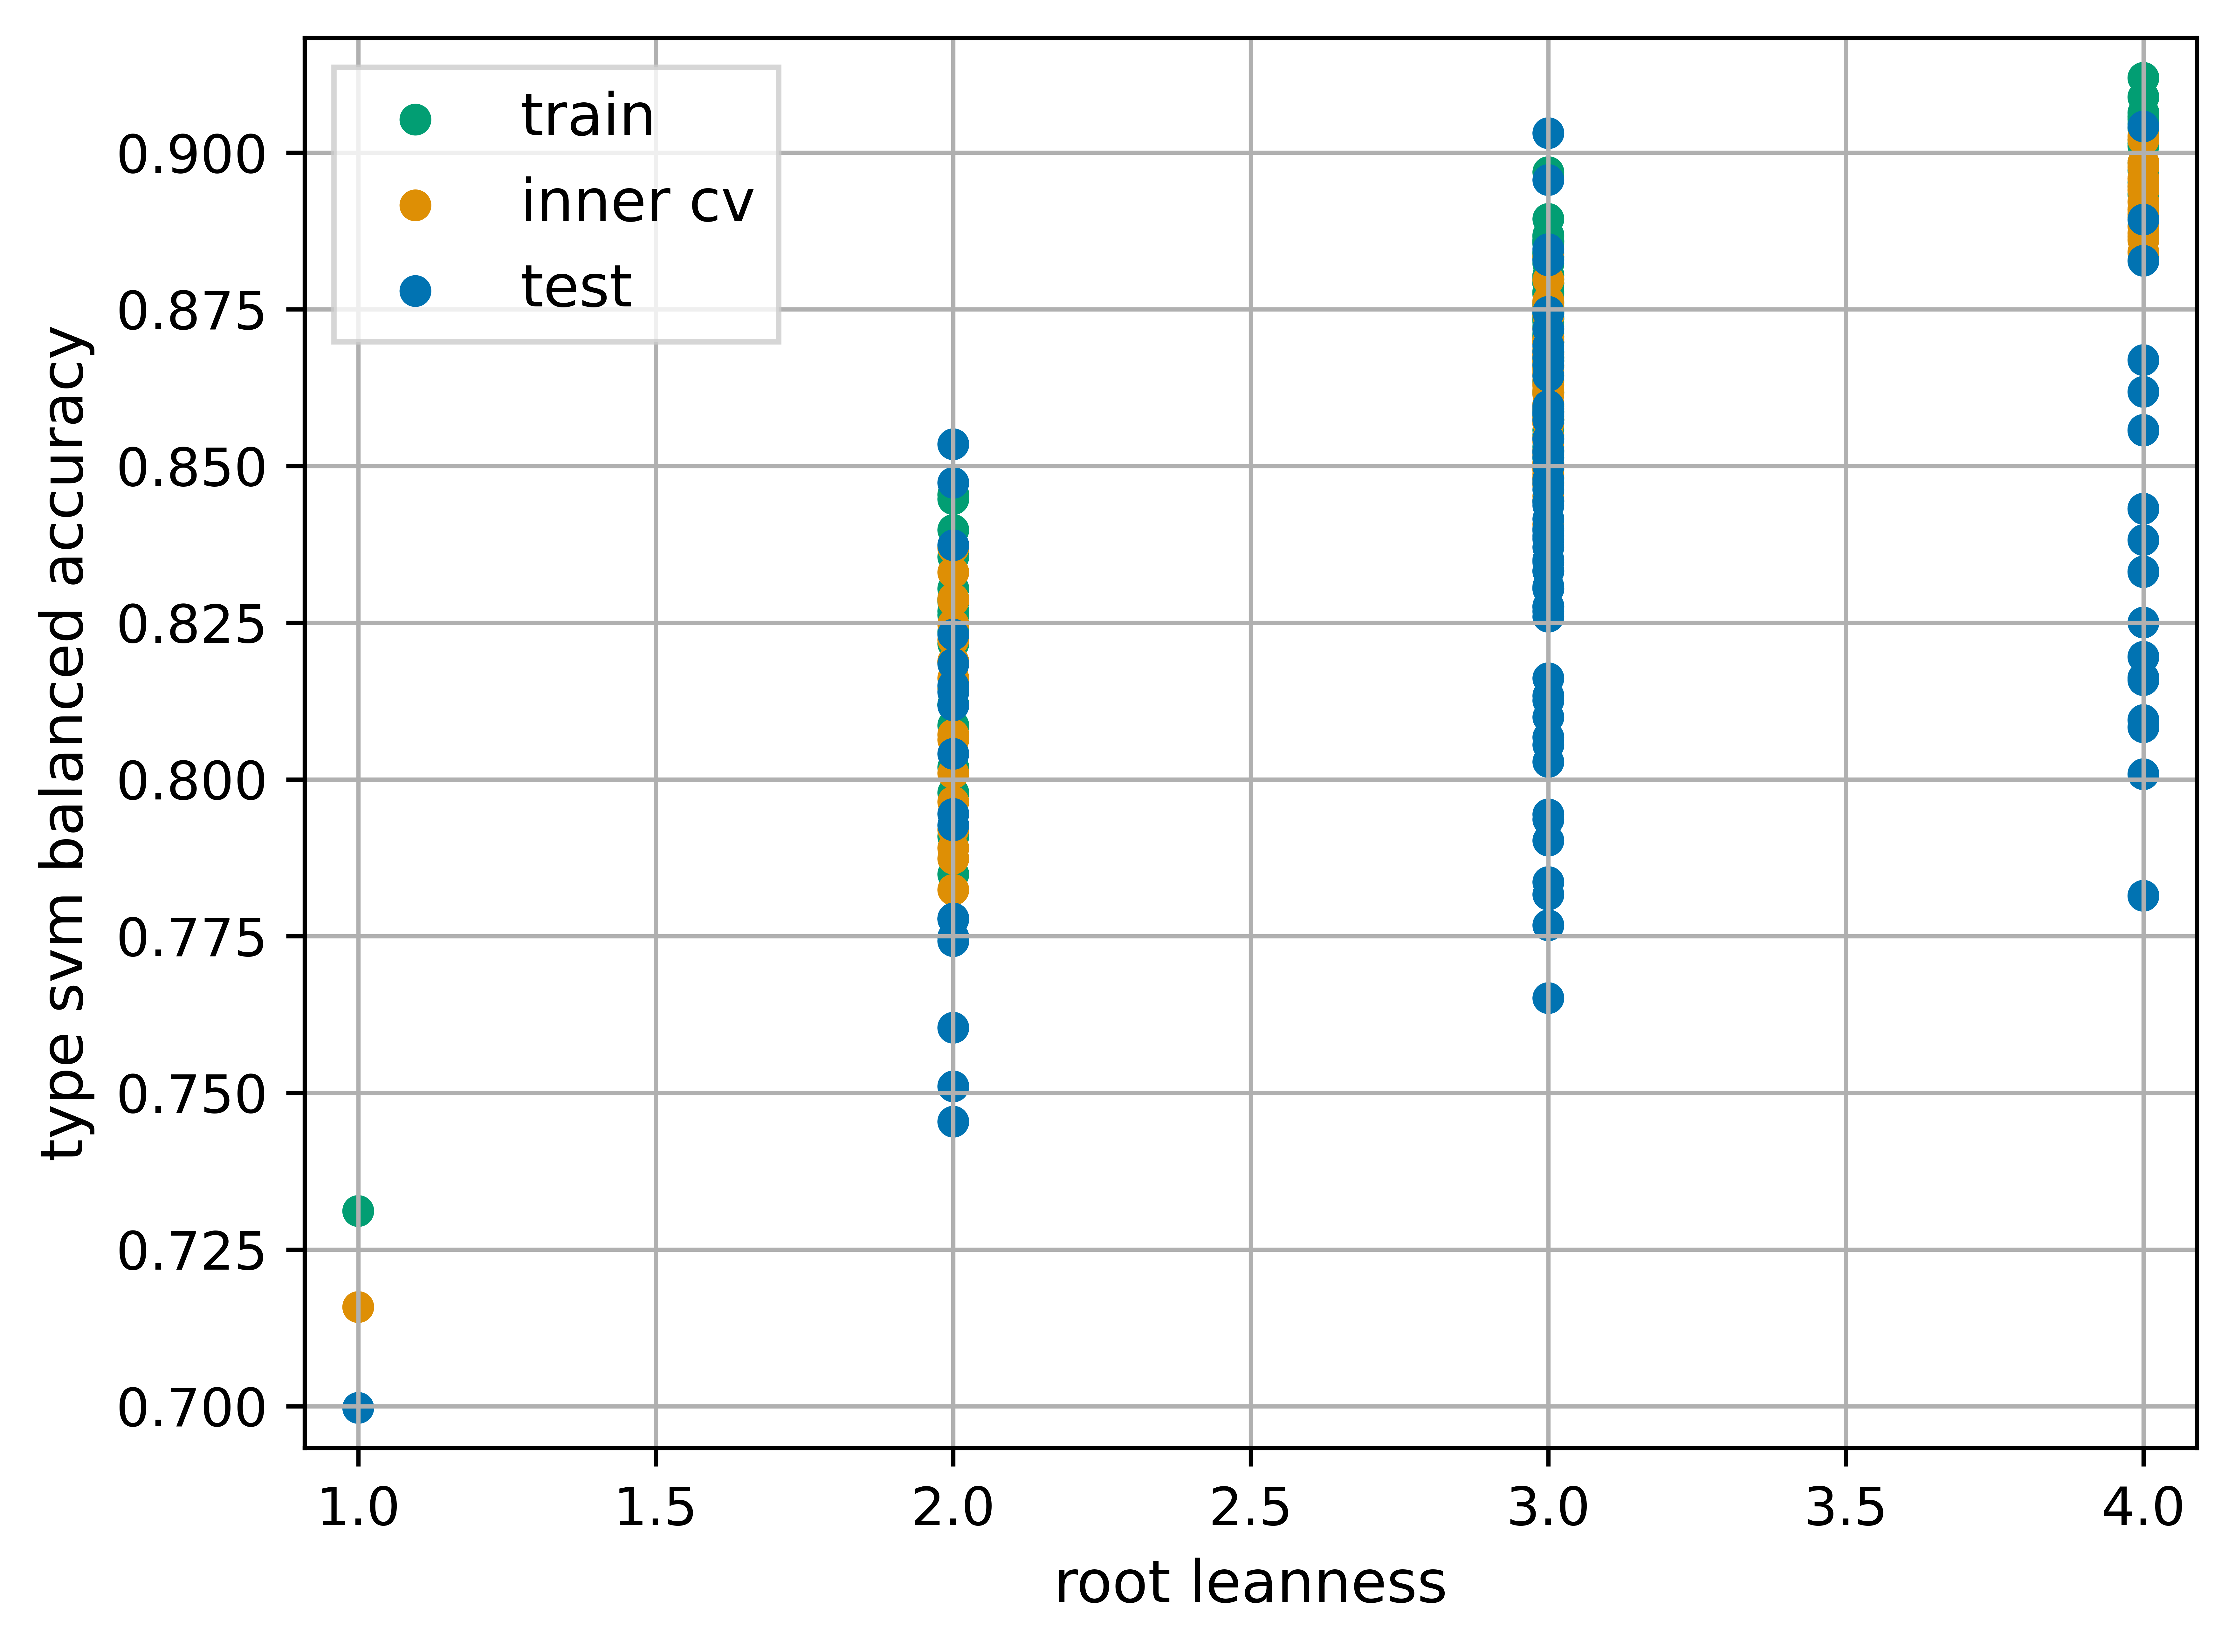 train
inner cv
test
type svm balanced accuracy
0.900
0.875
0.850
0.825
0.800
0.775
0.750
0.725
0.700
1.0 1.5 2.0 2.5 3.0 3.5 4.0
root leanness